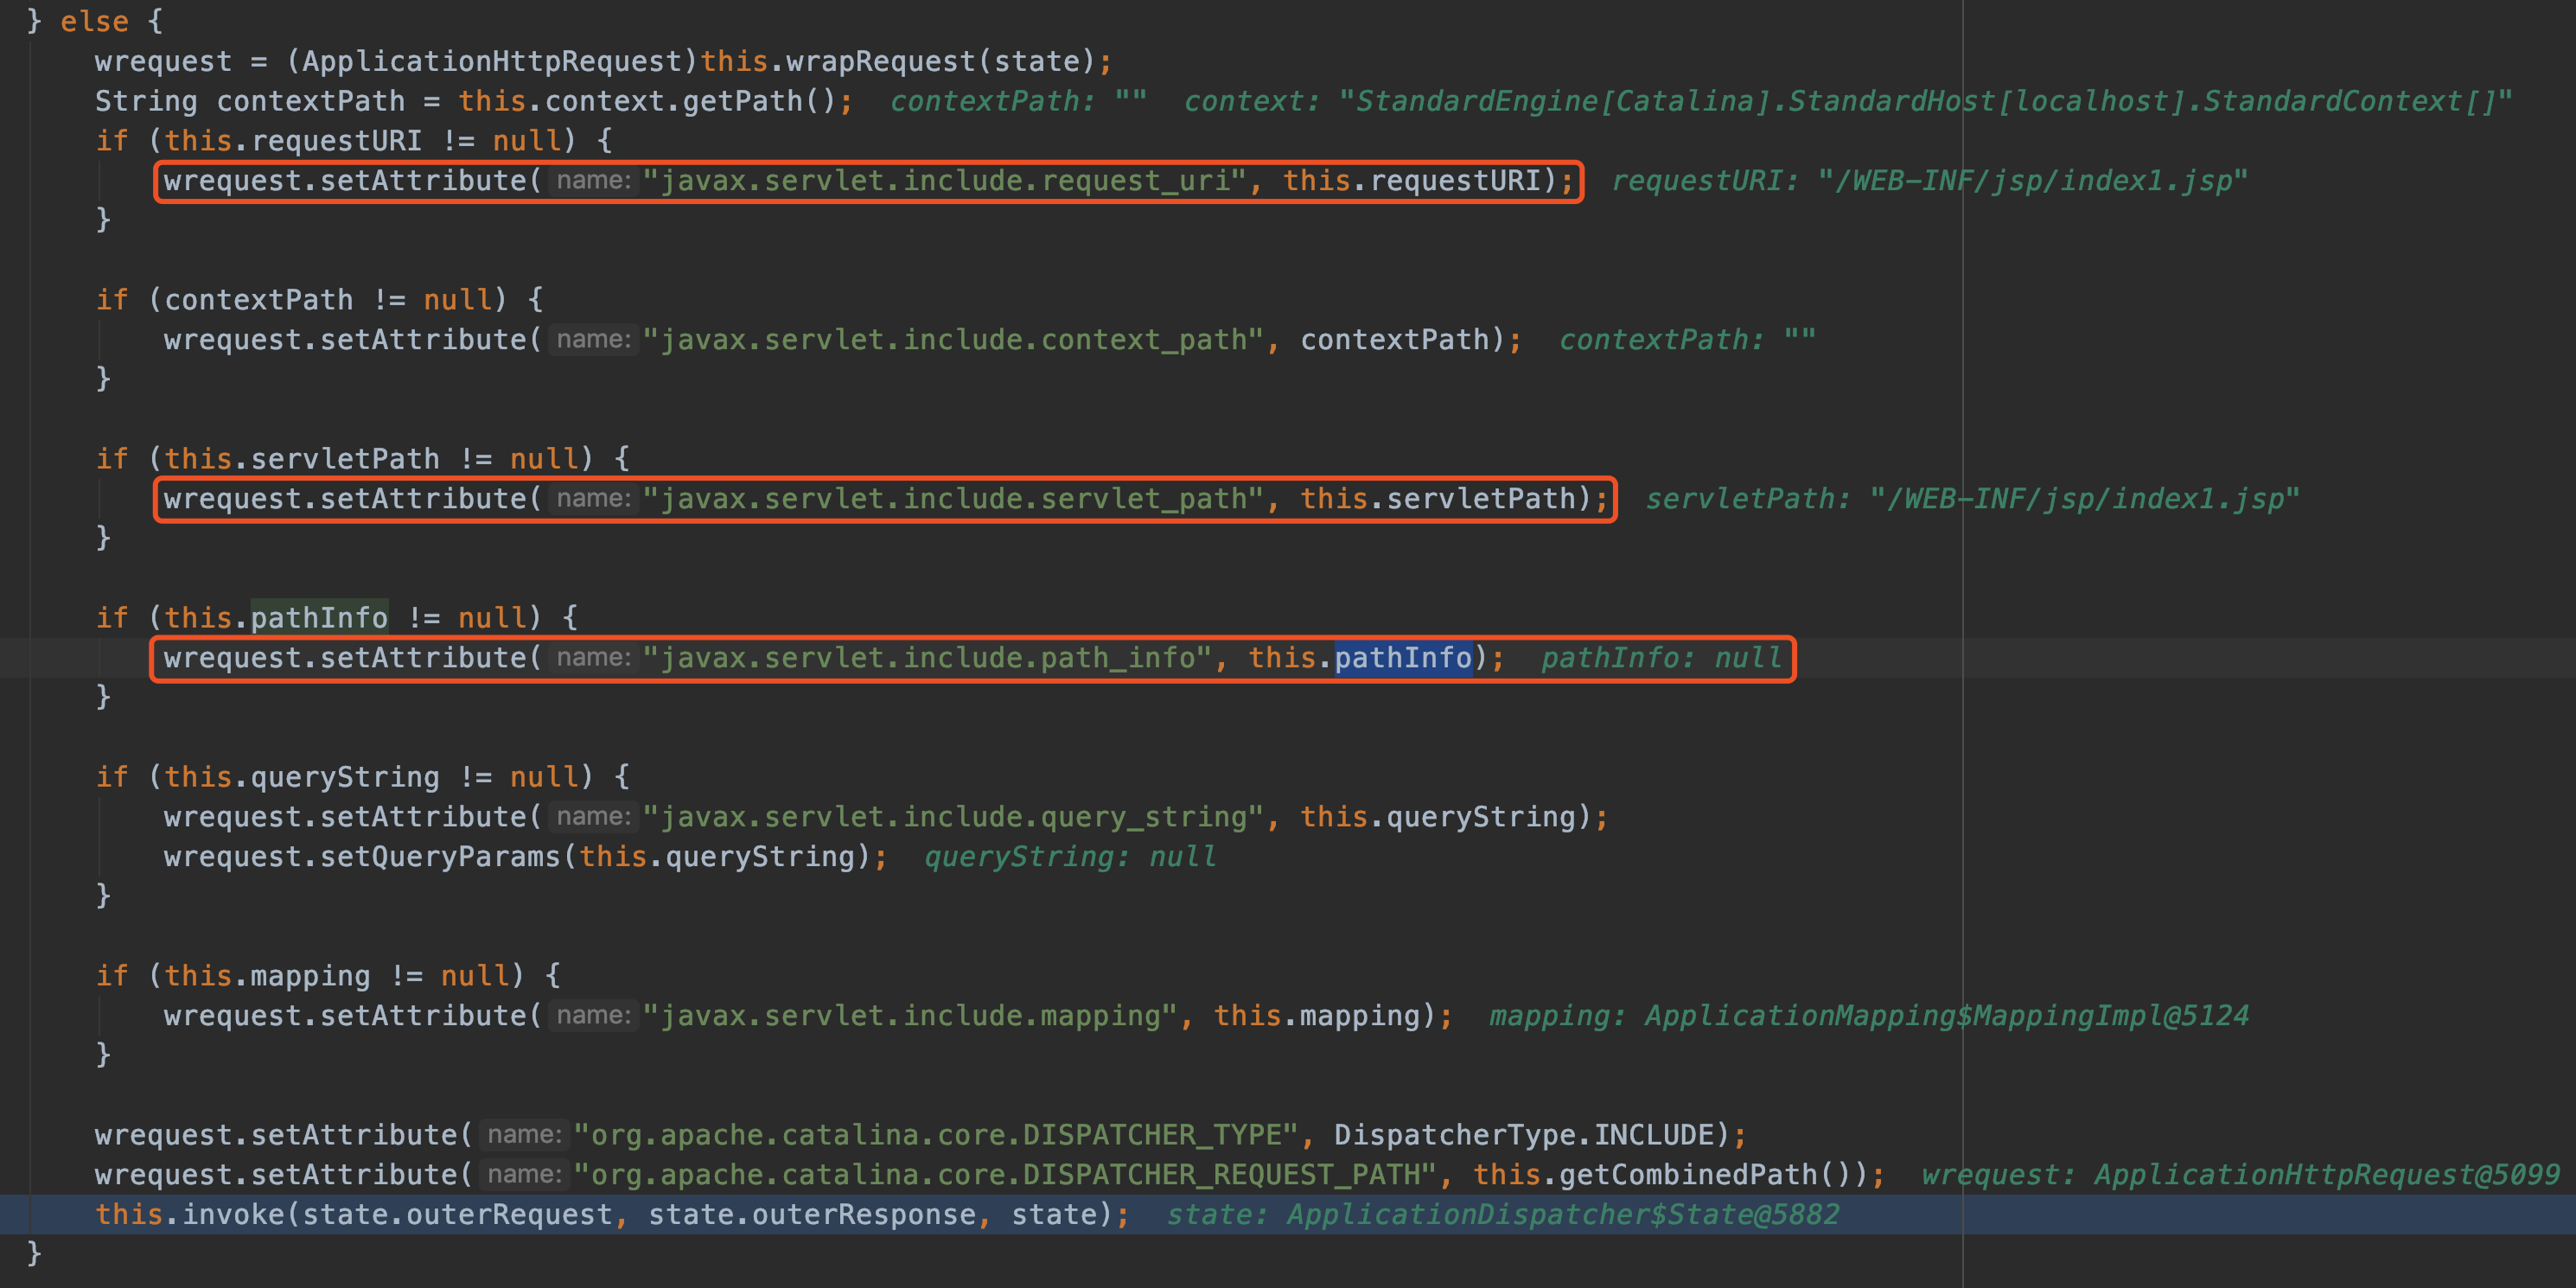 } else {
wrequest = (ApplicationHttpRequest)this.wrapRequest(state);
String contextPath = this.context.getPath(); contextPath: "" context: "StandardEngine[Catalina].StandardHost[localhost].StandardContext[]"
if (this.requestURI != null) {
wrequest.setAttribute( name: "javax.servlet.include.request_uri", this.requestURI); requestURI: "/WEB-INF/jsp/index1.jsp"
}
if (contextPath != null) {
wrequest.setAttribute( name: "javax.servlet.include.context_path", contextPath); contextPath: ""
}
if (this.servletPath != null) {
wrequest.setAttribute( name: "javax.servlet.include.servlet_path", this.servletPath); servletPath: "/WEB-INF/jsp/index1.jsp"
}
if (this.pathInfo != null) {
wrequest.setAttribute( name: "javax.servlet.include.path_info", this.pathInfo); pathInfo: null
}
if (this.queryString != null) {
wrequest.setAttribute( name: "javax.servlet.include.query_string", this.queryString);
wrequest.setQueryParams(this.queryString); queryString: null
}
if (this.mapping != null) {
wrequest.setAttribute( name: "javax.servlet.include.mapping", this.mapping); mapping: ApplicationMapping$MappingImpl@5124
}
wrequest.setAttribute( name: "org.apache.catalina.core.DISPATCHER_TYPE", DispatcherType.INCLUDE);
wrequest.setAttribute( name: "org.apache.catalina.core.DISPATCHER_REQUEST_PATH", this.getCombinedPath()); wrequest: ApplicationHttpRequest@5099
this.invoke(state.outerRequest, state.outerResponse, state); state: ApplicationDispatcher$State@5882
}